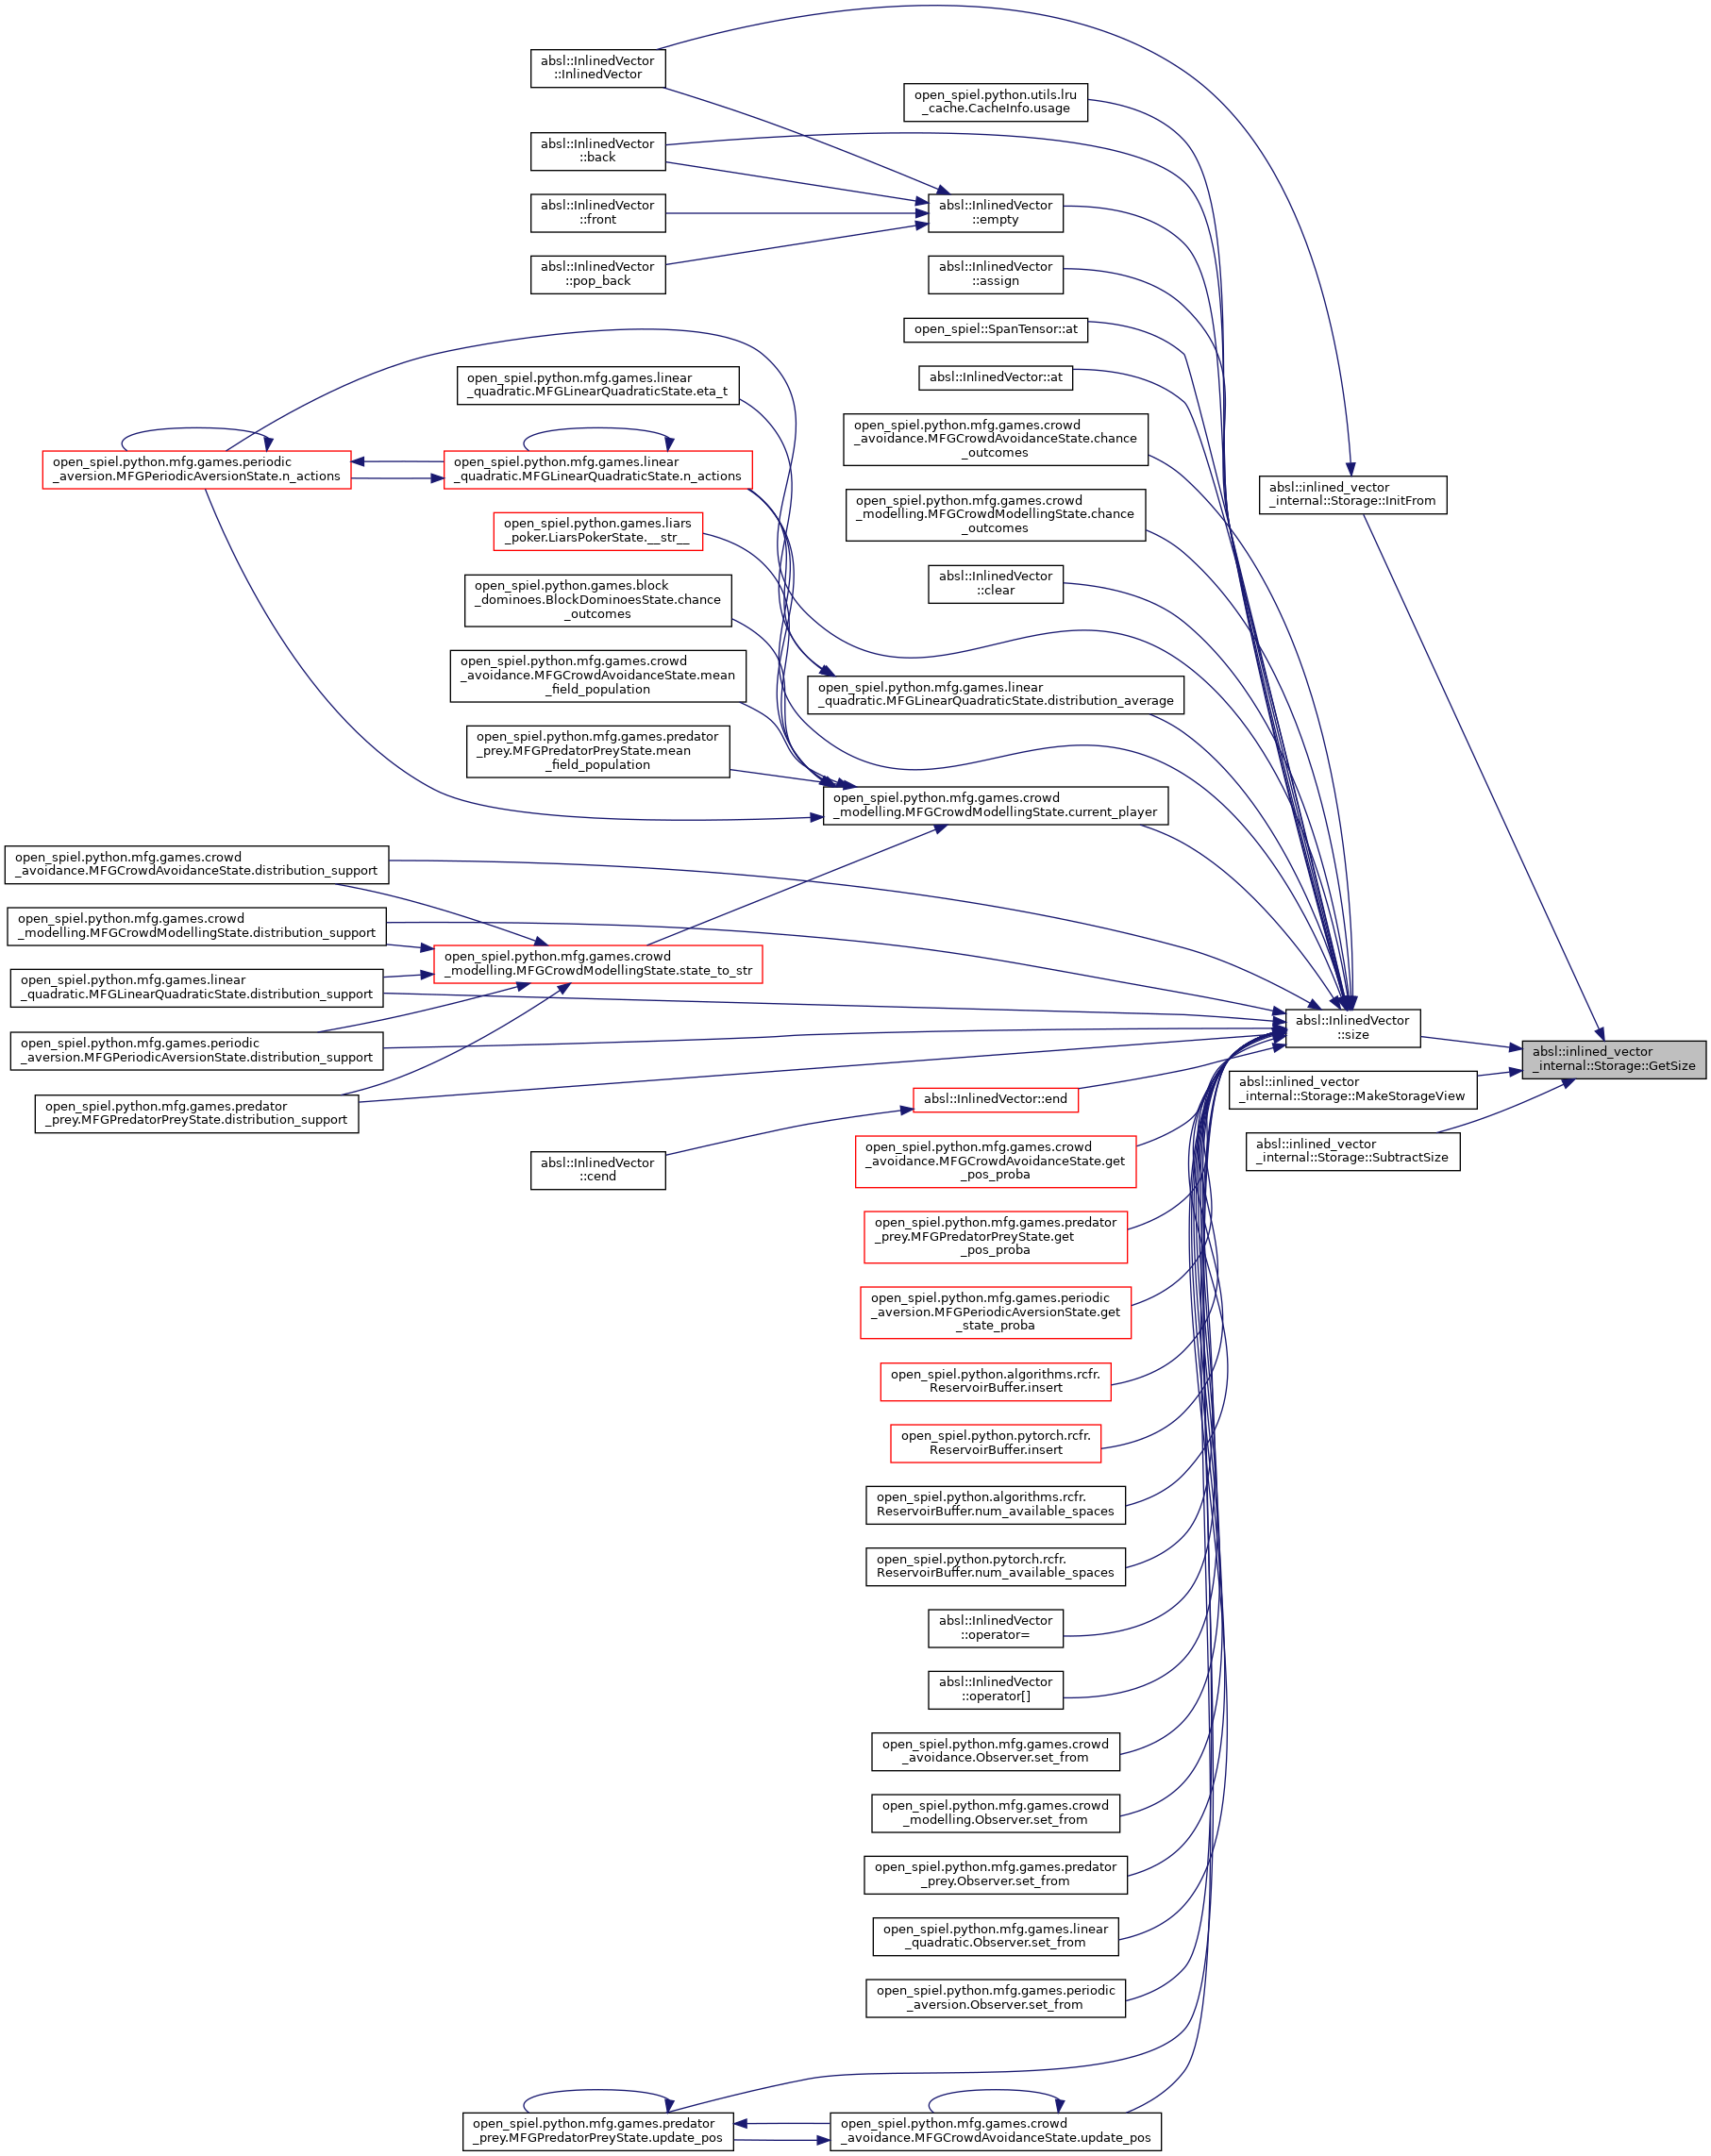 absl::InlinedVector
::InlinedVector
open_spiel.python.utils.lru
_cache.CacheInfo.usage
absl::InlinedVector
::back
absl::InlinedVector
::front
absl::InlinedVector
::empty
absl::InlinedVector
::pop_back
absl::InlinedVector
::assign
open_spiel::SpanTensor::at
absl::InlinedVector::at
open_spiel.python.mfg.games.linear
_quadratic.MFGLinearQuadraticState.eta_t
open_spiel.python.mfg.games.crowd
_avoidance.MFGCrowdAvoidanceState.chance
_outcomes
open_spiel.python.mfg.games.periodic
_aversion.MFGPeriodicAversionState.n_actions
open_spiel.python.mfg.games.linear
_quadratic.MFGLinearQuadraticState.n_actions
absl::inlined_vector
_internal::Storage::InitFrom
open_spiel.python.mfg.games.crowd
_modelling.MFGCrowdModellingState.chance
_outcomes
open_spiel.python.games.liars
_poker.LiarsPokerState.__str__
absl::InlinedVector
::clear
open_spiel.python.games.block
_dominoes.BlockDominoesState.chance
_outcomes
open_spiel.python.mfg.games.crowd
_avoidance.MFGCrowdAvoidanceState.mean
_field_population
open_spiel.python.mfg.games.linear
_quadratic.MFGLinearQuadraticState.distribution_average
open_spiel.python.mfg.games.predator
_prey.MFGPredatorPreyState.mean
_field_population
open_spiel.python.mfg.games.crowd
_modelling.MFGCrowdModellingState.current_player
open_spiel.python.mfg.games.crowd
_avoidance.MFGCrowdAvoidanceState.distribution_support
open_spiel.python.mfg.games.crowd
_modelling.MFGCrowdModellingState.distribution_support
open_spiel.python.mfg.games.crowd
_modelling.MFGCrowdModellingState.state_to_str
open_spiel.python.mfg.games.linear
_quadratic.MFGLinearQuadraticState.distribution_support
absl::InlinedVector
::size
open_spiel.python.mfg.games.periodic
_aversion.MFGPeriodicAversionState.distribution_support
absl::inlined_vector
_internal::Storage::GetSize
absl::inlined_vector
_internal::Storage::MakeStorageView
absl::InlinedVector::end
open_spiel.python.mfg.games.predator
_prey.MFGPredatorPreyState.distribution_support
absl::inlined_vector
_internal::Storage::SubtractSize
absl::InlinedVector
::cend
open_spiel.python.mfg.games.crowd
_avoidance.MFGCrowdAvoidanceState.get
_pos_proba
open_spiel.python.mfg.games.predator
_prey.MFGPredatorPreyState.get
_pos_proba
open_spiel.python.mfg.games.periodic
_aversion.MFGPeriodicAversionState.get
_state_proba
open_spiel.python.algorithms.rcfr.
ReservoirBuffer.insert
open_spiel.python.pytorch.rcfr.
ReservoirBuffer.insert
open_spiel.python.algorithms.rcfr.
ReservoirBuffer.num_available_spaces
open_spiel.python.pytorch.rcfr.
ReservoirBuffer.num_available_spaces
absl::InlinedVector
::operator=
absl::InlinedVector
::operator[]
open_spiel.python.mfg.games.crowd
_avoidance.Observer.set_from
open_spiel.python.mfg.games.crowd
_modelling.Observer.set_from
open_spiel.python.mfg.games.predator
_prey.Observer.set_from
open_spiel.python.mfg.games.linear
_quadratic.Observer.set_from
open_spiel.python.mfg.games.periodic
_aversion.Observer.set_from
open_spiel.python.mfg.games.predator
_prey.MFGPredatorPreyState.update_pos
open_spiel.python.mfg.games.crowd
_avoidance.MFGCrowdAvoidanceState.update_pos